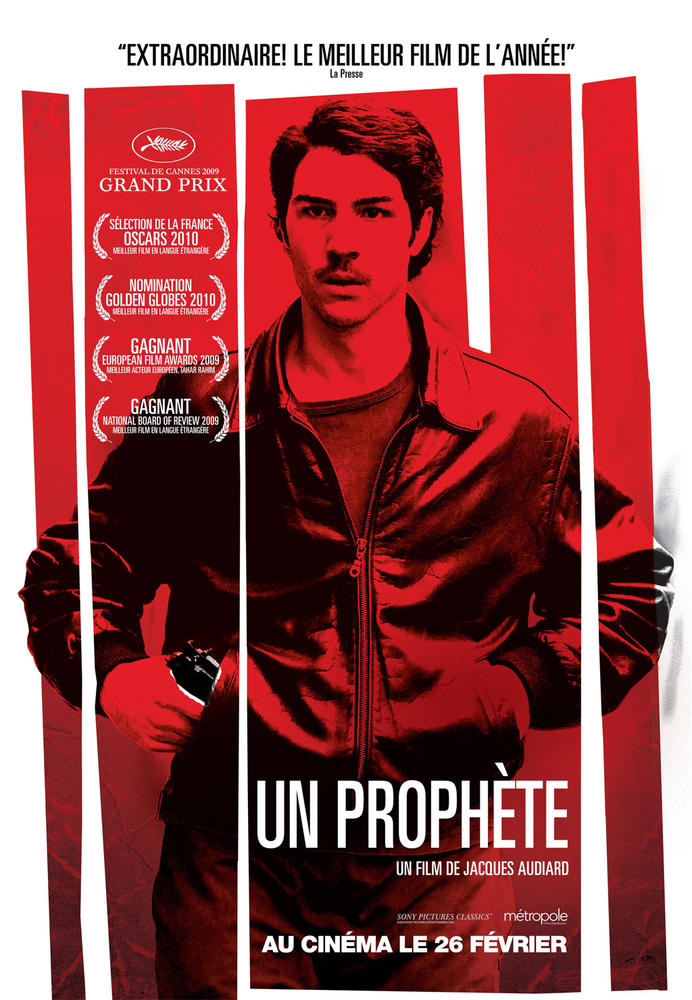 “EXTRAORDINAIRE! LE MEILLEUR FILM DE L’ANNÉE!”
La Presse
FESTIVAL DE CANNES 2009
GRAND PRIX
SÉLECTION DE LA FRANCE
OSCARS 2010
MEILLEUR FILM EN LANGUE ÉTRANGÈRE
NOMINATION
GOLDEN GLOBES 2010
MEILLEUR FILM EN LANGUE ÉTRANGÈRE
GAGNANT
EUROPEAN FILM AWARDS 2009
MEILLEUR ACTEUR EUROPÉEN, TAHAR RAHIM
GAGNANT
NATIONAL BOARD OF REVIEW 2009
MEILLEUR FILM EN LANGUE ÉTRANGÈRE
UN PROPHÈTE
UN FILM DE JACQUES AUDIARD
SONY PICTURES CLASSICS™
métropole
AU CINÉMA LE 26 FÉVRIER